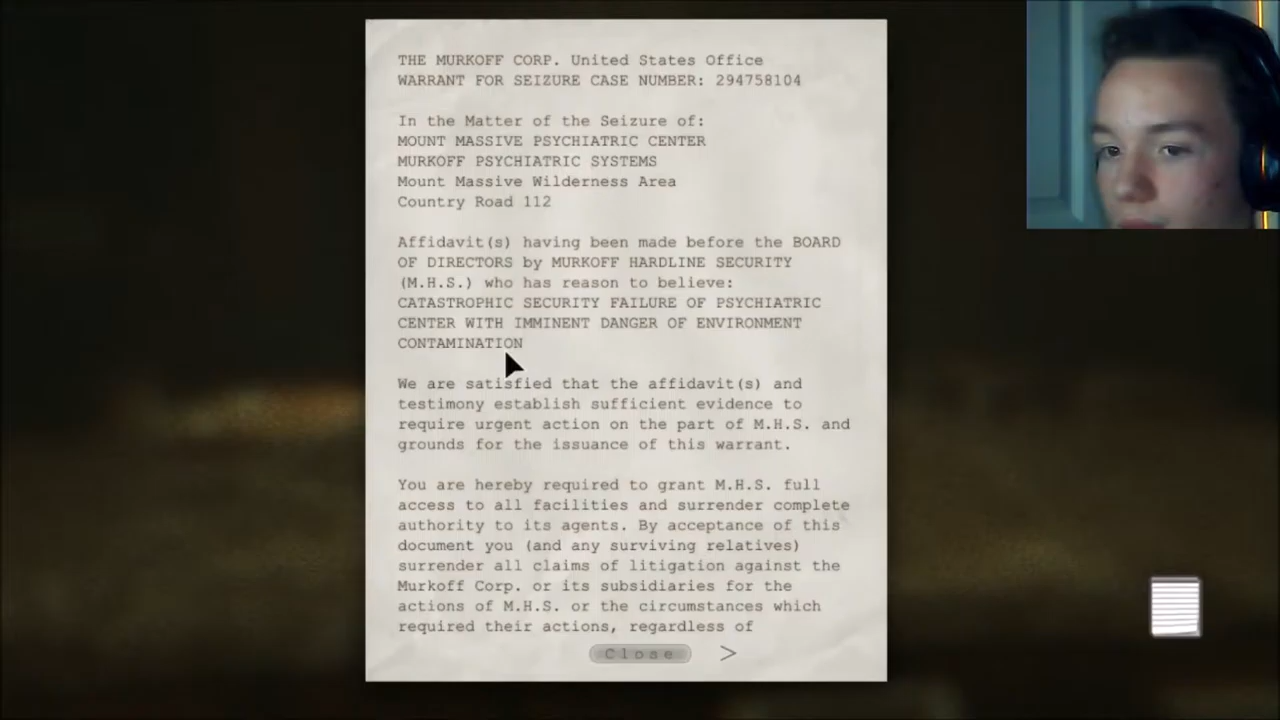 THE MURKOFF CORP. United States Office
WARRANT FOR SEIZURE CASE NUMBER: 294758104
In the Matter of the Seizure of:
MOUNT MASSIVE PSYCHIATRIC CENTER
MURKOFF PSYCHIATRIC SYSTEMS
Mount Massive Wilderness Area
Country Road 112
Affidavit(s) having been made before the BOARD
OF DIRECTORS by MURKOFF HARDLINE SECURITY
(M.H.S.) who has reason to believe:
CATASTROPHIC SECURITY FAILURE OF PSYCHIATRIC
CENTER WITH IMMINENT DANGER OF ENVIRONMENT
CONTAMINATION
We are satisfied that the affidavit(s) and
testimony establish sufficient evidence to
require urgent action on the part of M.H.S. and
grounds for the issuance of this warrant.
You are hereby required to grant M.H.S. full
access to all facilities and surrender complete
authority to its agents. By acceptance of this
document you (and any surviving relatives)
surrender all claims of litigation against the
Murkoff Corp. or its subsidiaries for the
actions of M.H.S. or the circumstances which
required their actions, regardless of
Close >